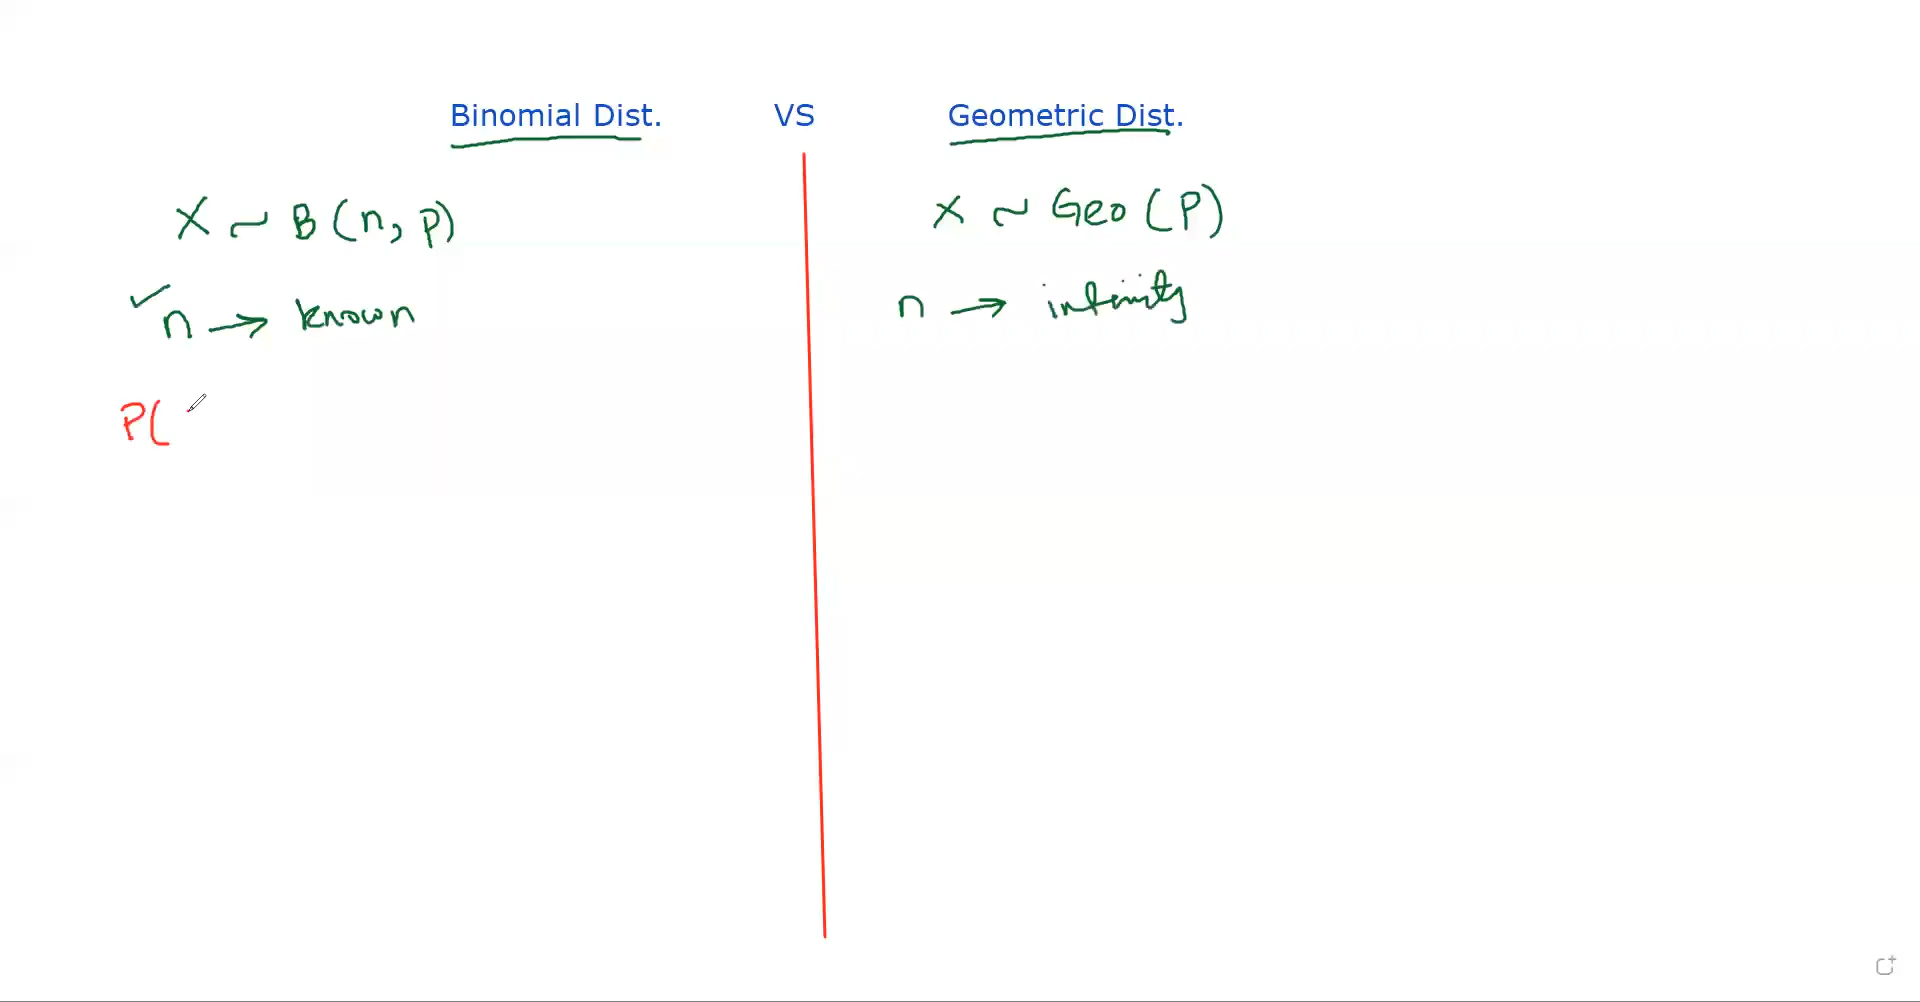 Binomial Dist. VS Geometric Dist.
X ~ B(n, p)
n → known
P(
X ~ Geo(P)
n → infinity